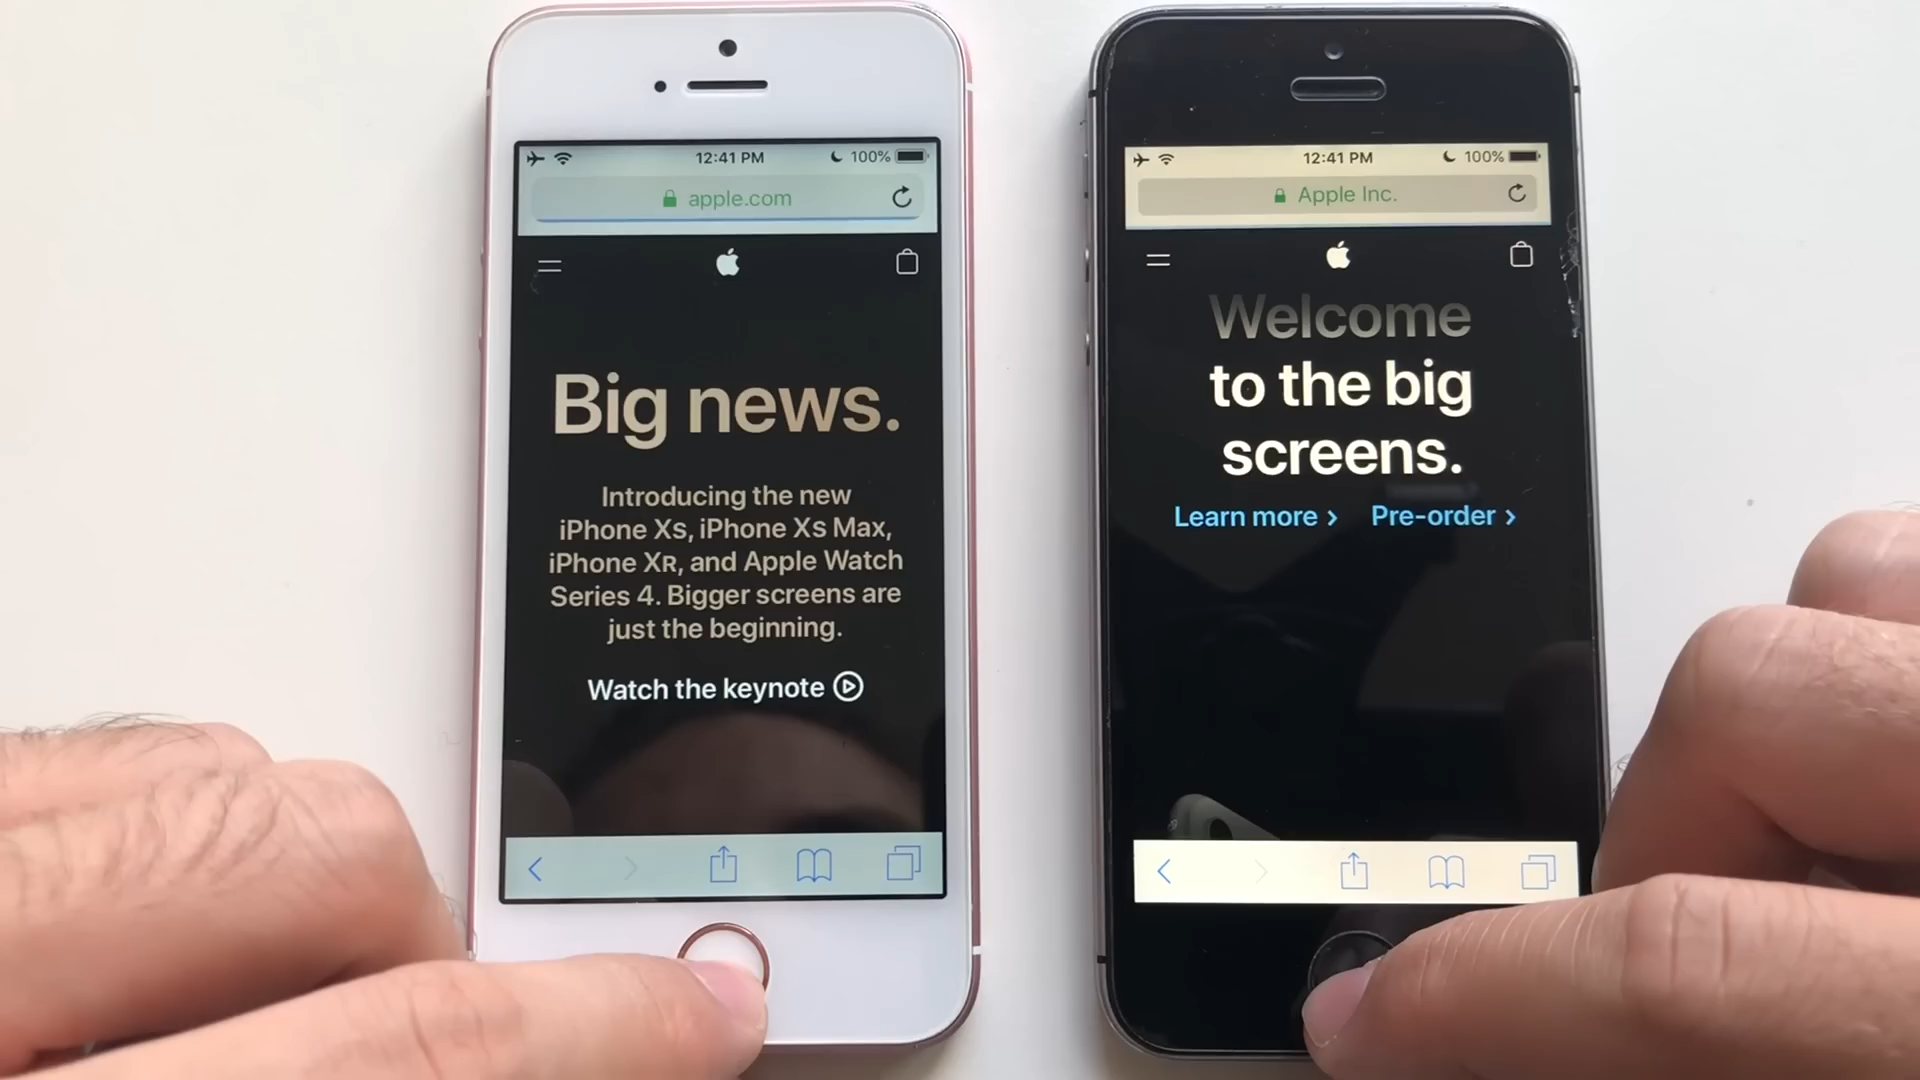 12:41 PM
100%
apple.com
Big news.
Introducing the new
iPhone Xs, iPhone Xs Max,
iPhone XR, and Apple Watch
Series 4. Bigger screens are
just the beginning.
Watch the keynote
12:41 PM
100%
Apple Inc.
Welcome
to the big
screens.
Learn more >
Pre-order >